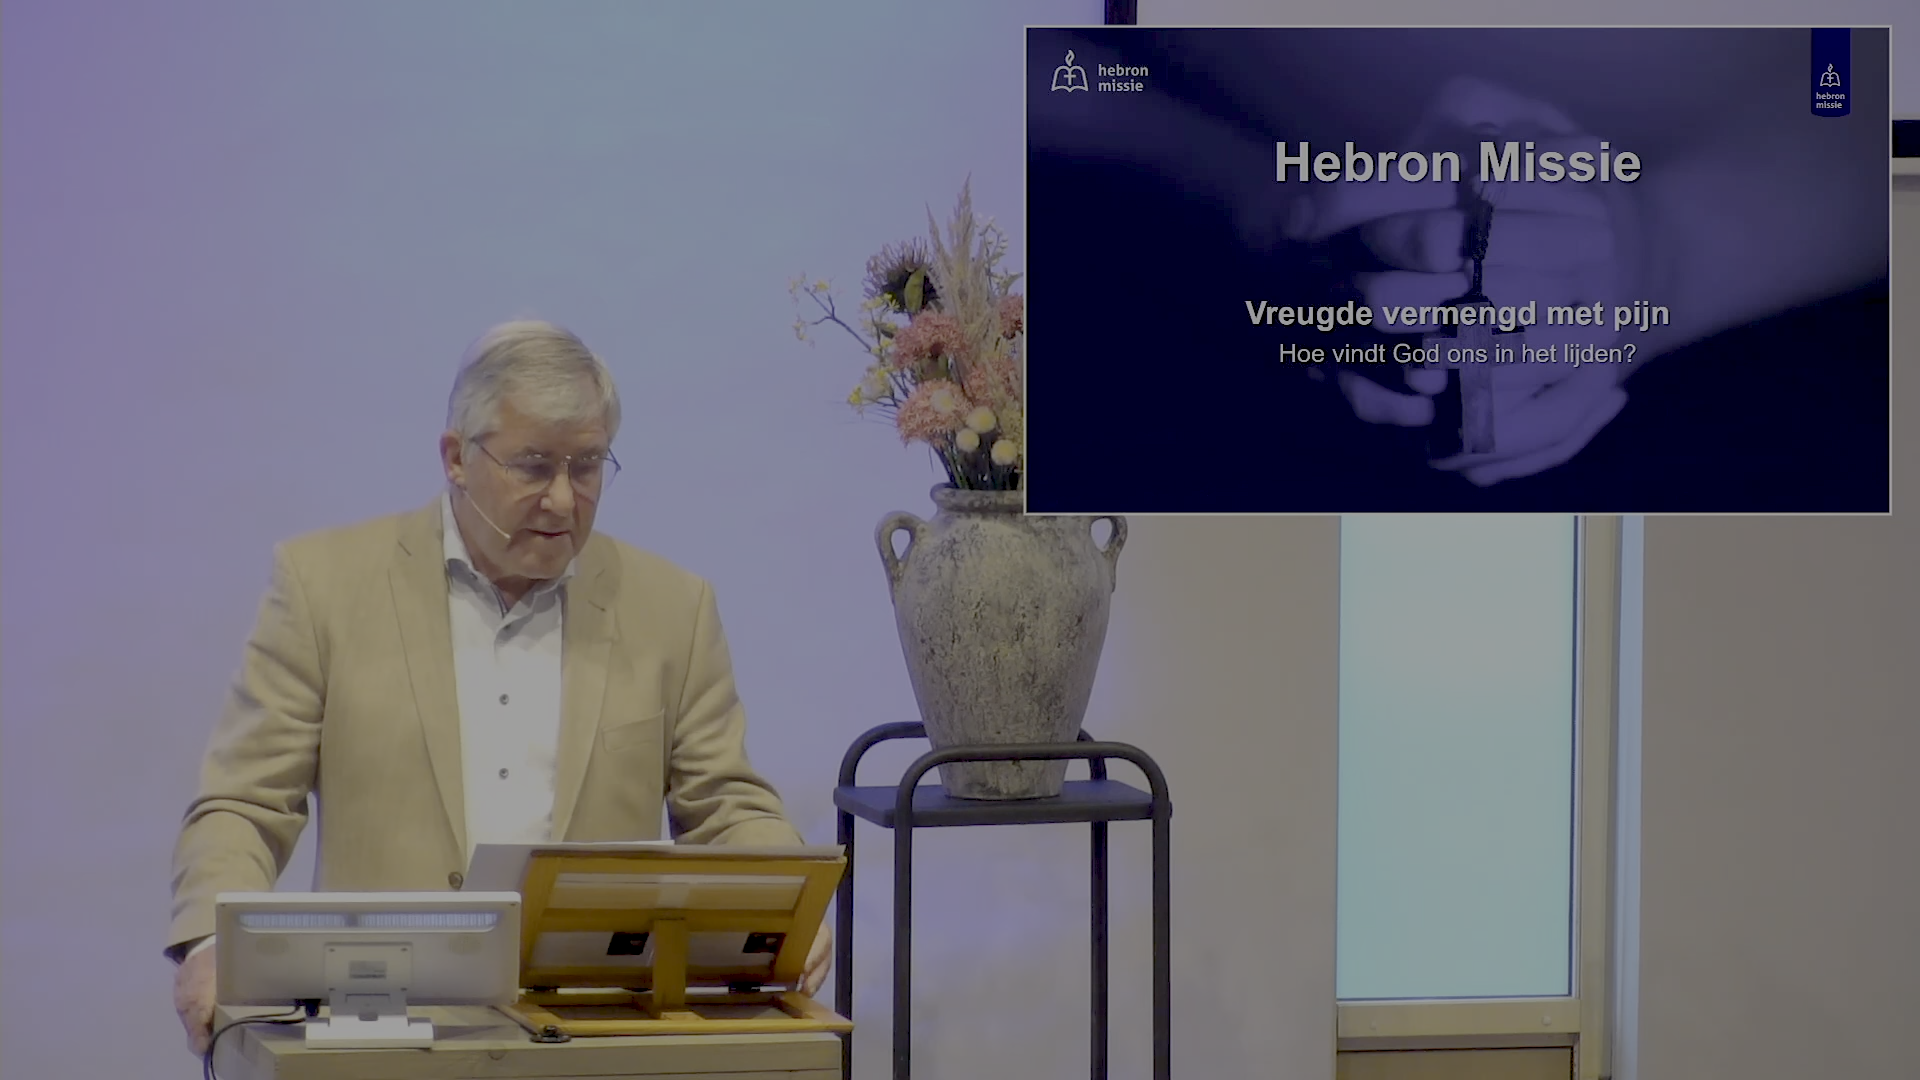 hebron
missie
hebron
missie
Hebron Missie
Vreugde vermengd met pijn
Hoe vindt God ons in het lijden?